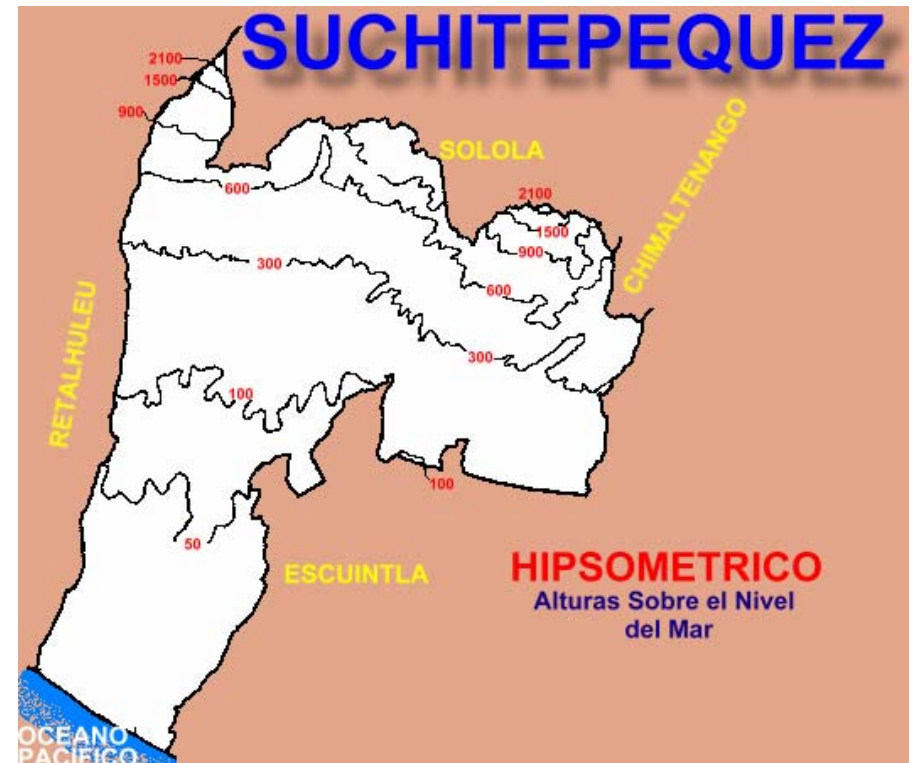 SUCHITEPEQUEZ
2100
1500
900
SOLOLA
CHIMALTENANGO
600
2100
1500
900
300
600
RETALHULEU
300
100
100
50
ESCUINTLA
HIPSOMETRICO
Alturas Sobre el Nivel
del Mar
OCEANO
PACIFICO